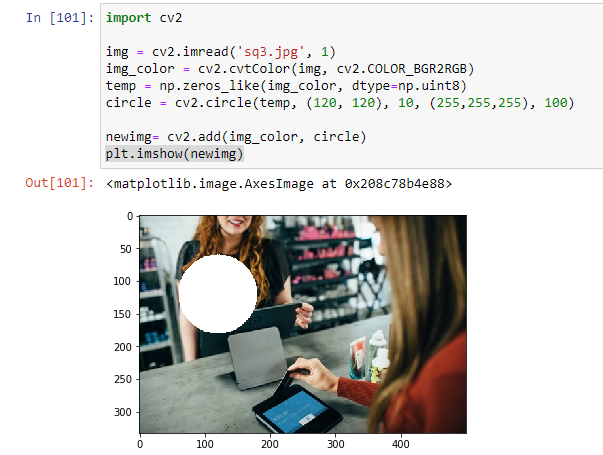 In [101]: import cv2
img = cv2.imread('sq3.jpg', 1)
img_color = cv2.cvtColor(img, cv2.COLOR_BGR2RGB)
temp = np.zeros_like(img_color, dtype=np.uint8)
circle = cv2.circle(temp, (120, 120), 10, (255,255,255), 100)
newimg= cv2.add(img_color, circle)
plt.imshow(newimg)
Out[101]: <matplotlib.image.AxesImage at 0x208c78b4e88>
0
50
100
150
200
250
300
0 100 200 300 400